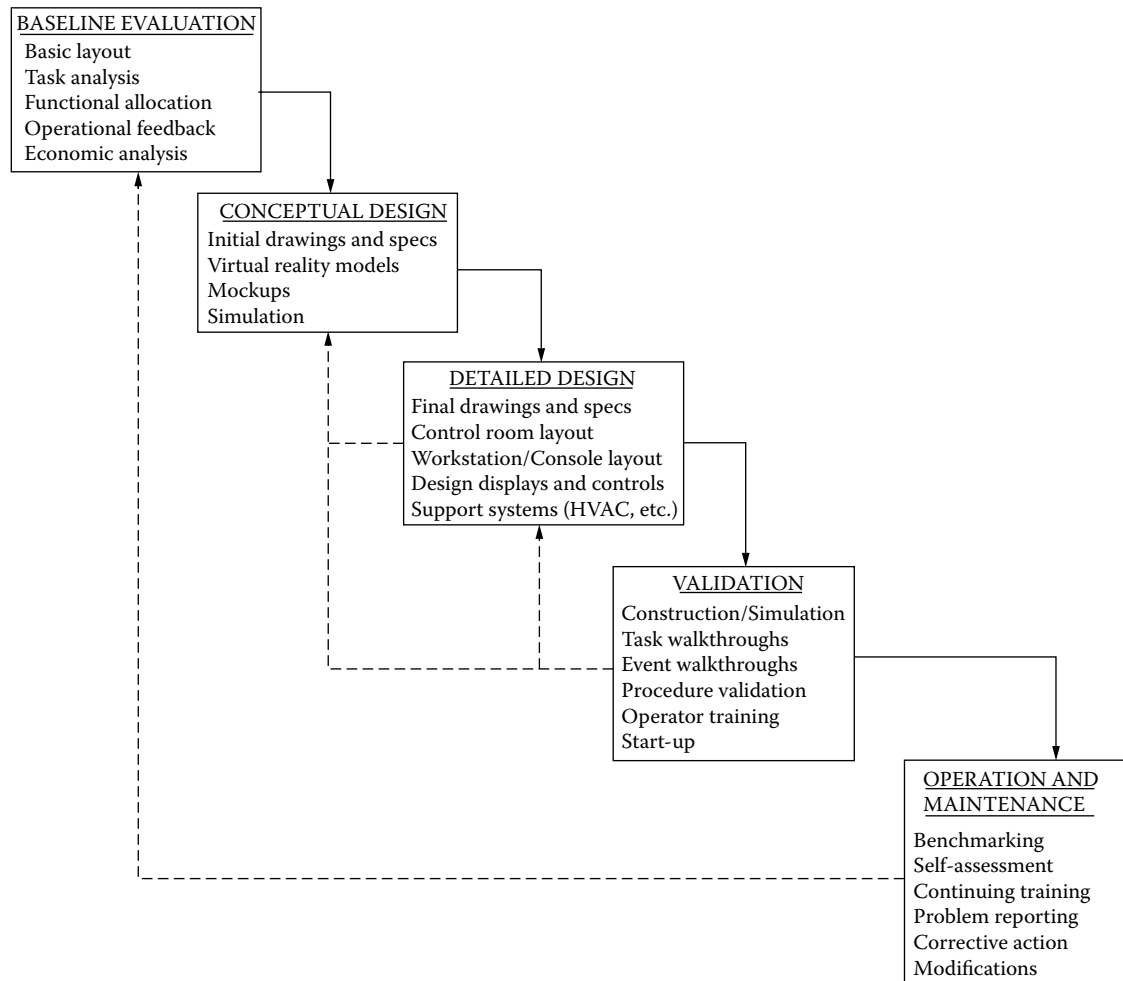 BASELINE EVALUATION
Basic layout
Task analysis
Functional allocation
Operational feedback
Economic analysis
CONCEPTUAL DESIGN
Initial drawings and specs
Virtual reality models
Mockups
Simulation
DETAILED DESIGN
Final drawings and specs
Control room layout
Workstation/Console layout
Design displays and controls
Support systems (HVAC, etc.)
VALIDATION
Construction/Simulation
Task walkthroughs
Event walkthroughs
Procedure validation
Operator training
Start-up
OPERATION AND
MAINTENANCE
Benchmarking
Self-assessment
Continuing training
Problem reporting
Corrective action
Modifications